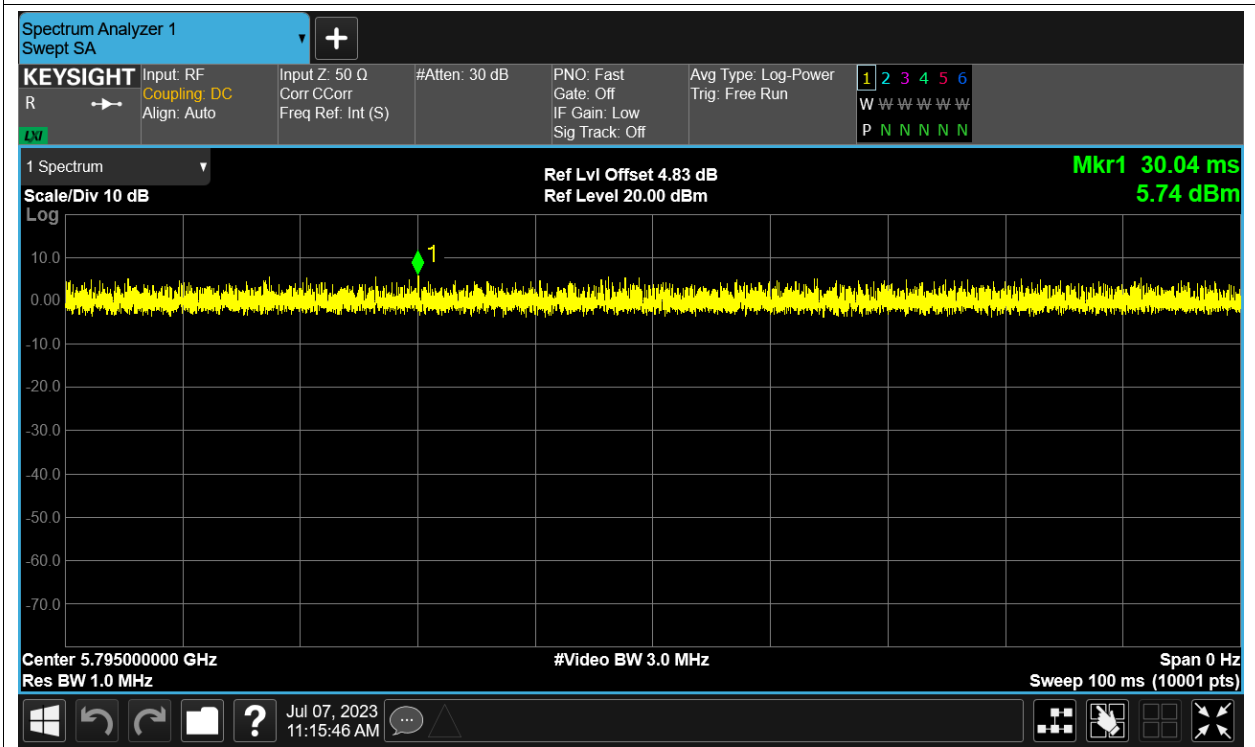 Spectrum Analyzer 1
Swept SA
KEYSIGHT
R
LXI
Input: RF
Coupling: DC
Align: Auto
Input Z: 50 Ω
Corr CCorr
Freq Ref: Int (S)
#Atten: 30 dB
PNO: Fast
Gate: Off
IF Gain: Low
Sig Track: Off
Avg Type: Log-Power
Trig: Free Run
1 2 3 4 5 6
W W W W W W
P N N N N N
1 Spectrum
Scale/Div 10 dB
Log
Ref Lvl Offset 4.83 dB
Ref Level 20.00 dBm
Mkr1 30.04 ms
5.74 dBm
1
10.0
0.00
-10.0
-20.0
-30.0
-40.0
-50.0
-60.0
-70.0
Center 5.795000000 GHz
Res BW 1.0 MHz
#Video BW 3.0 MHz
Span 0 Hz
Sweep 100 ms (10001 pts)
?
Jul 07, 2023
11:15:46 AM